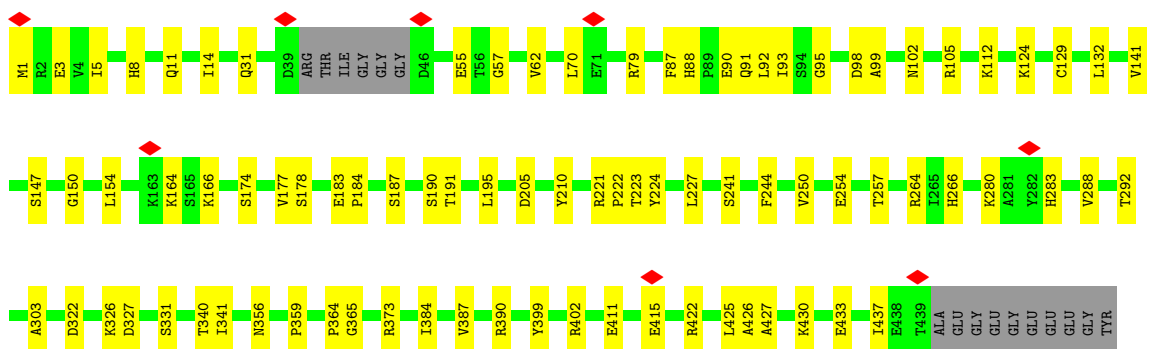 M1 R2 E3 V4 I5 H8 Q11 I14 Q31 D39 ARG THR ILE GLY GLY GLY D46 E55 T56 G57 V62 L70 E71 R79 F87 H88 P89 E90 Q91 L92 I93 S94 G95 D98 A99 N102 R105 K112 K124 C129 L132 V141
S147 G150 L154 K163 K164 S165 K166 S174 V177 S178 E183 P184 S187 S190 T191 L195 D205 Y210 R221 P222 T223 Y224 L227 S241 F244 V250 E254 T257 R264 I265 H266 K280 A281 Y282 H283 V288 T292
A303 D322 K326 D327 S331 T340 I341 N356 P359 P364 G365 R373 I384 V387 R390 Y399 R402 E411 E415 R422 L425 A426 A427 K430 E433 I437 E438 T439 ALA GLU GLY GLU GLY GLU GLU GLU GLY TYR